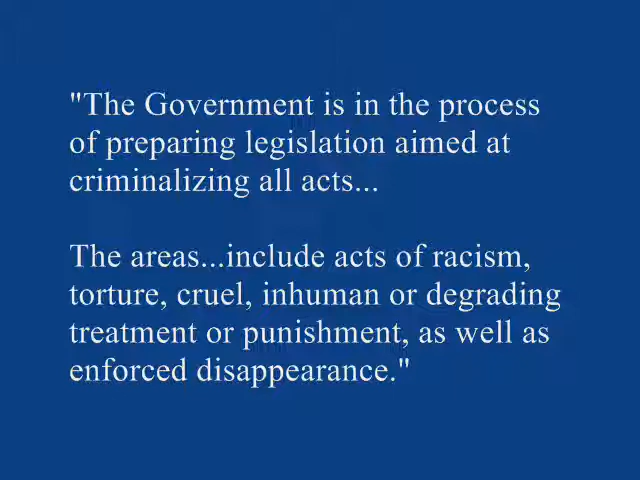 "The Government is in the process
of preparing legislation aimed at
criminalizing all acts...
The areas...include acts of racism,
torture, cruel, inhuman or degrading
treatment or punishment, as well as
enforced disappearance."